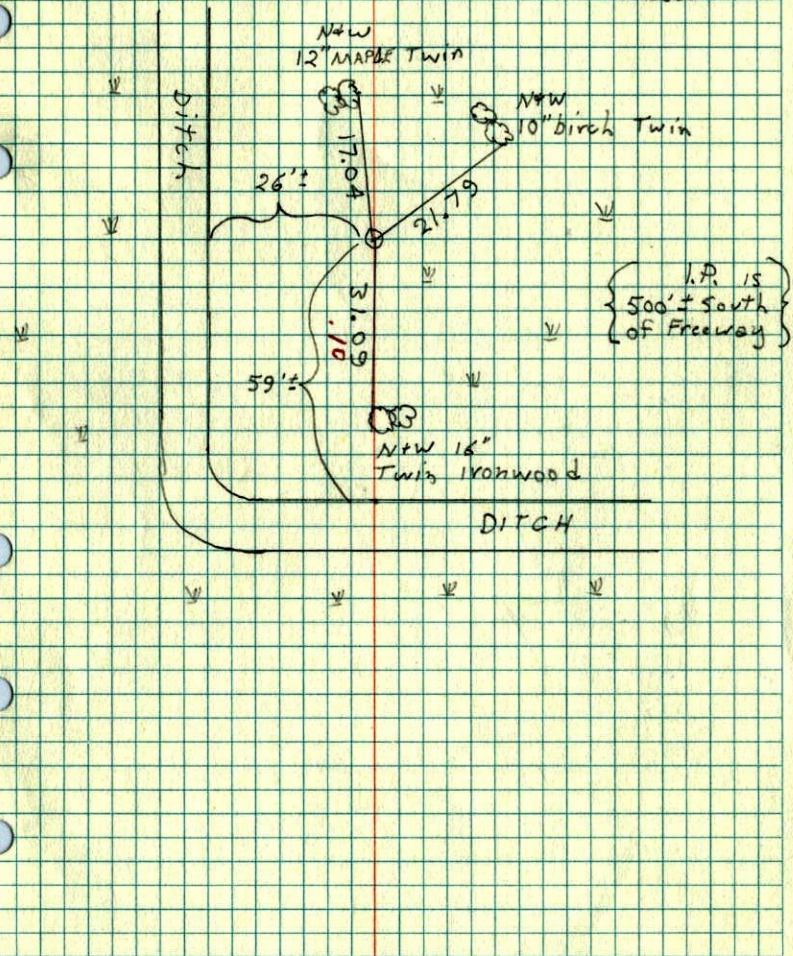 N+W
12" MAPLE Twin
N+W
10" birch Twin
Ditch
17.04
26'±
21.79
I.P. is
500'± South
of Freeway
31.09
.10
59'±
N+W 16"
Twin ironwood
DITCH